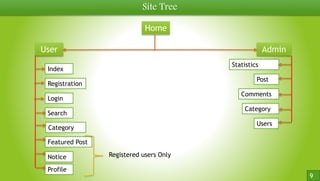 Site Tree
Home
User
Admin
Index
Registration
Login
Search
Category
Featured Post
Notice
Profile
Registered users Only
Statistics
Post
Comments
Category
Users
9